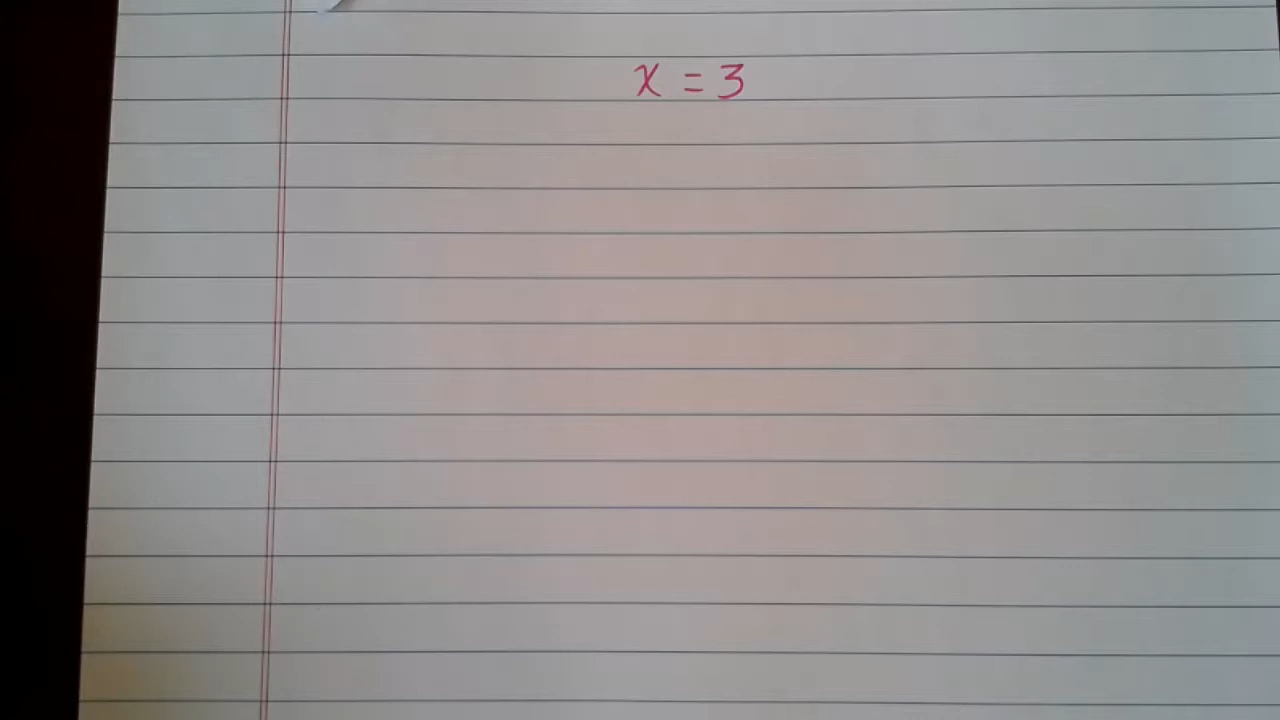 x = 3